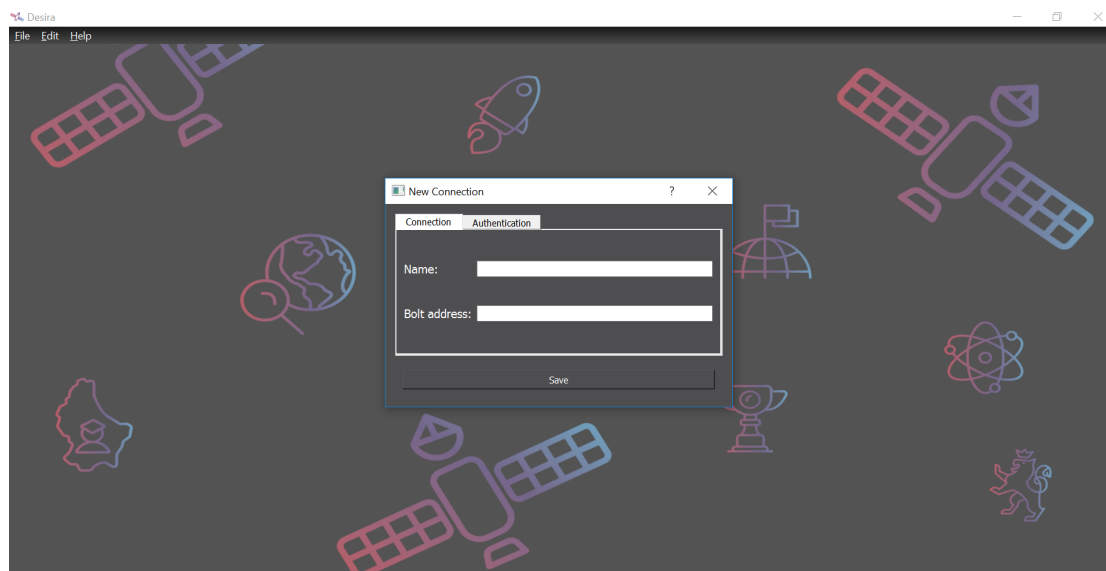 Desira
File Edit Help
New Connection ?
Connection Authentication
Name:
Bolt address:
Save